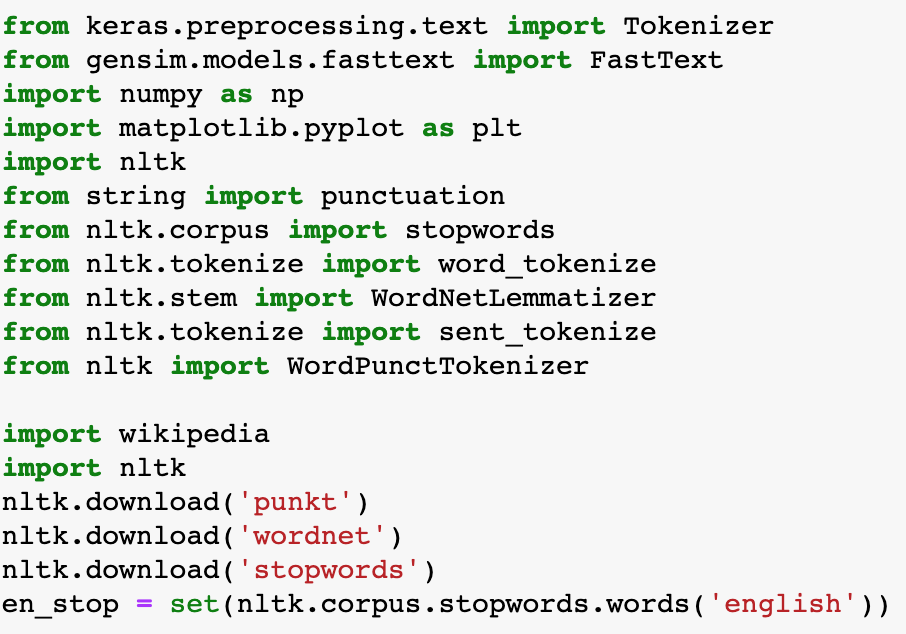 from keras.preprocessing.text import Tokenizer
from gensim.models.fasttext import FastText
import numpy as np
import matplotlib.pyplot as plt
import nltk
from string import punctuation
from nltk.corpus import stopwords
from nltk.tokenize import word_tokenize
from nltk.stem import WordNetLemmatizer
from nltk.tokenize import sent_tokenize
from nltk import WordPunctTokenizer

import wikipedia
import nltk
nltk.download('punkt')
nltk.download('wordnet')
nltk.download('stopwords')
en_stop = set(nltk.corpus.stopwords.words('english'))